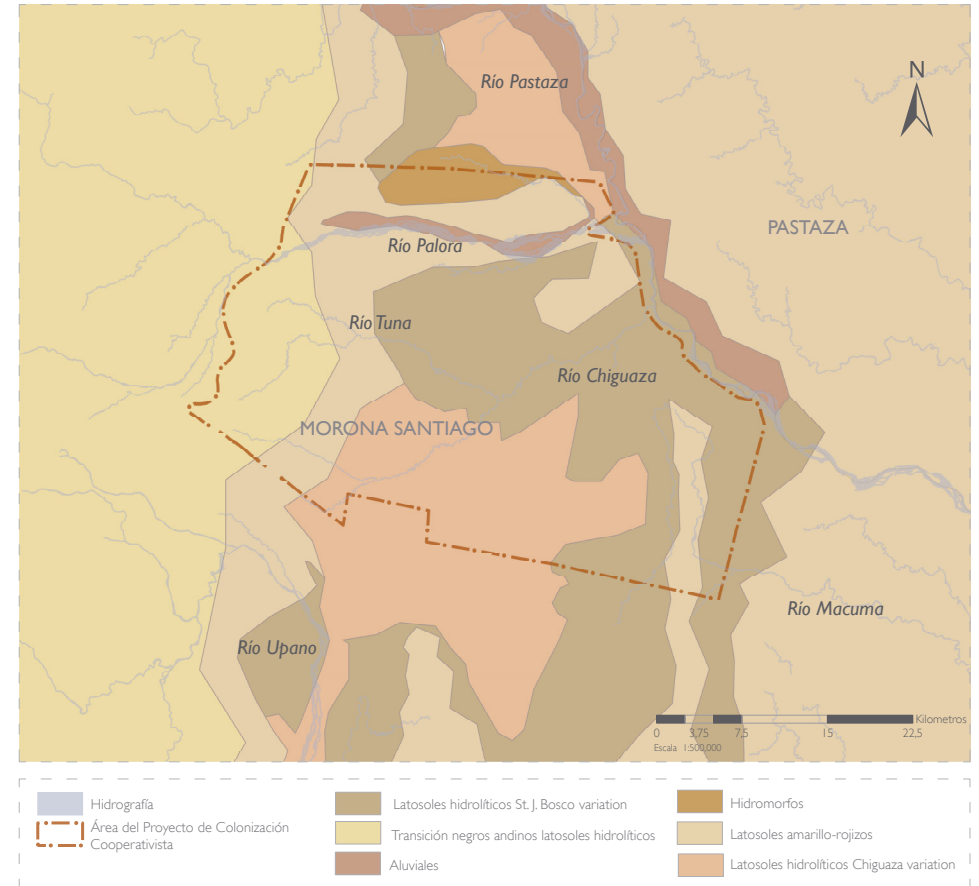 N
Río Pastaza
PASTAZA
Río Palora
Río Tuna
Río Chiguaza
MORONA SANTIAGO
Río Macuma
Río Upano
Kilometros
0 3,75 7,5 15 22,5
Escala 1:500,000
Hidrografía
Área del Proyecto de Colonización
Cooperativista
Latosoles hidrolíticos St. J. Bosco variation
Transición negros andinos latosoles hidrolíticos
Aluviales
Hidromorfos
Latosoles amarillo-rojizos
Latosoles hidrolíticos Chiguaza variation